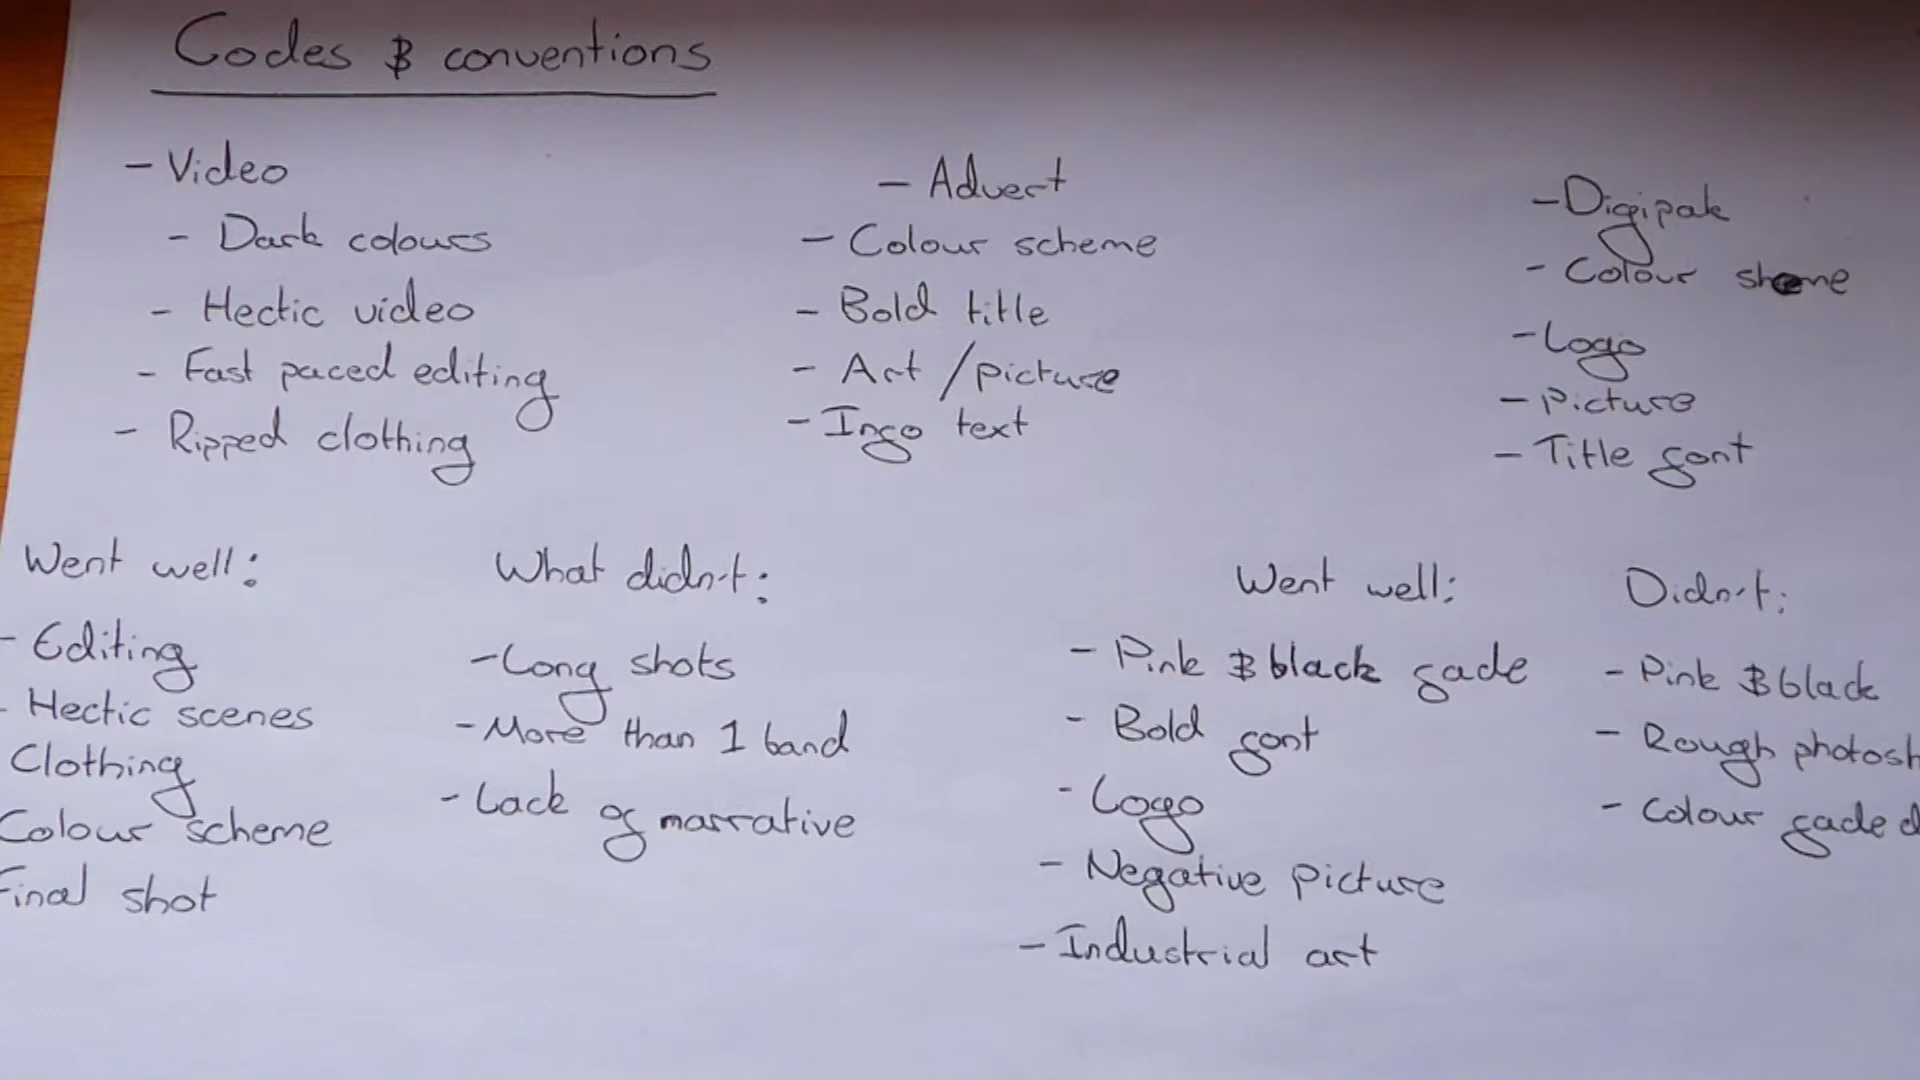 Codes & conventions
- Video
- Dark colours
- Hectic video
- Fast paced editing
- Ripped clothing
- Advert
- Colour scheme
- Bold title
- Art / picture
- Info text
- Digipak
- Colour sheme
- Logo
- Picture
- Title font
Went well:
- Editing
- Hectic scenes
Clothing
Colour scheme
Final shot
What didn't:
- Long shots
- More than 1 band
- Lack of narrative
Went well:
- Pink & black fade
- Bold font
- Logo
- Negative picture
- Industrial art
Didn't:
- Pink & black
- Rough photosh
- Colour faded